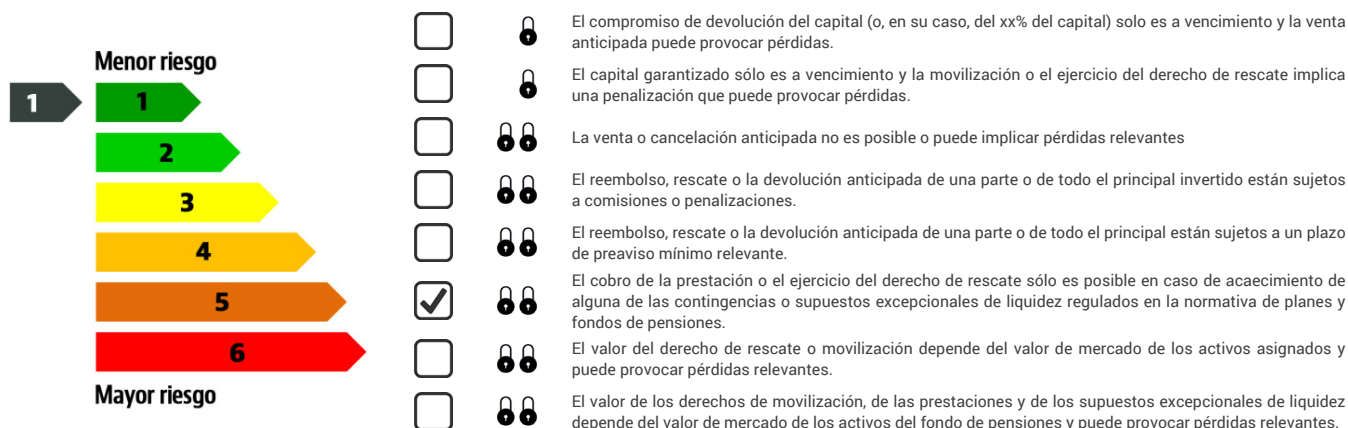 Menor riesgo
1
1
2
3
4
5
6
Mayor riesgo
El compromiso de devolución del capital (o, en su caso, del xx% del capital) solo es a vencimiento y la venta
anticipada puede provocar pérdidas.
El capital garantizado sólo es a vencimiento y la movilización o el ejercicio del derecho de rescate implica
una penalización que puede provocar pérdidas.
La venta o cancelación anticipada no es posible o puede implicar pérdidas relevantes
El reembolso, rescate o la devolución anticipada de una parte o de todo el principal invertido están sujetos
a comisiones o penalizaciones.
El reembolso, rescate o la devolución anticipada de una parte o de todo el principal están sujetos a un plazo
de preaviso mínimo relevante.
El cobro de la prestación o el ejercicio del derecho de rescate sólo es posible en caso de acaecimiento de
alguna de las contingencias o supuestos excepcionales de liquidez regulados en la normativa de planes y
fondos de pensiones.
El valor del derecho de rescate o movilización depende del valor de mercado de los activos asignados y
puede provocar pérdidas relevantes.
El valor de los derechos de movilización, de las prestaciones y de los supuestos excepcionales de liquidez
depende del valor de mercado de los activos del fondo de pensiones y puede provocar pérdidas relevantes.